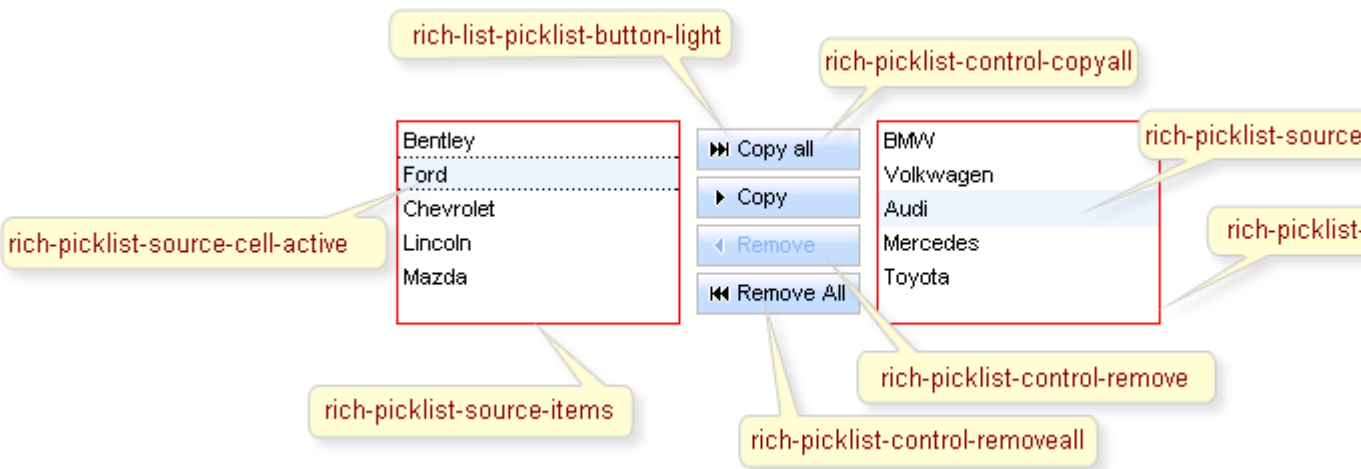 rich-list-picklist-button-light
rich-picklist-control-copyall
Bentley
Ford
Chevrolet
Lincoln
Mazda
Copy all
Copy
Remove
Remove All
BMW
Volkwagen
Audi
Mercedes
Toyota
rich-picklist-source
rich-picklist-
rich-picklist-source-cell-active
rich-picklist-source-items
rich-picklist-control-remove
rich-picklist-control-removeall